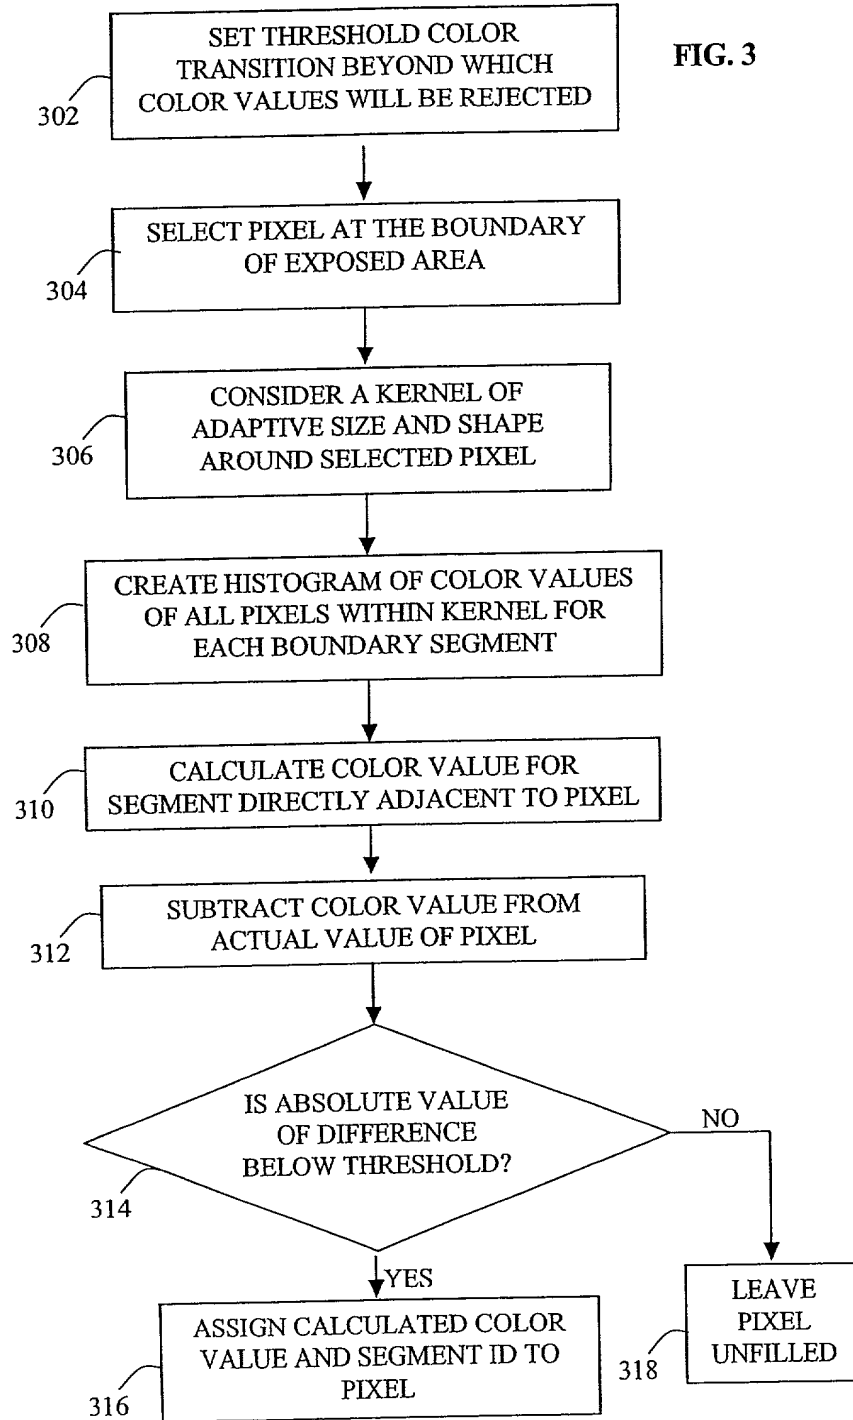 SET THRESHOLD COLOR
TRANSITION BEYOND WHICH
COLOR VALUES WILL BE REJECTED
FIG. 3
302
SELECT PIXEL AT THE BOUNDARY
OF EXPOSED AREA
304
CONSIDER A KERNEL OF
ADAPTIVE SIZE AND SHAPE
AROUND SELECTED PIXEL
306
CREATE HISTOGRAM OF COLOR VALUES
OF ALL PIXELS WITHIN KERNEL FOR
EACH BOUNDARY SEGMENT
308
CALCULATE COLOR VALUE FOR
SEGMENT DIRECTLY ADJACENT TO PIXEL
310
SUBTRACT COLOR VALUE FROM
ACTUAL VALUE OF PIXEL
312
IS ABSOLUTE VALUE
OF DIFFERENCE
BELOW THRESHOLD?
314
NO
YES
ASSIGN CALCULATED COLOR
VALUE AND SEGMENT ID TO
PIXEL
316
LEAVE
PIXEL
UNFILLED
318